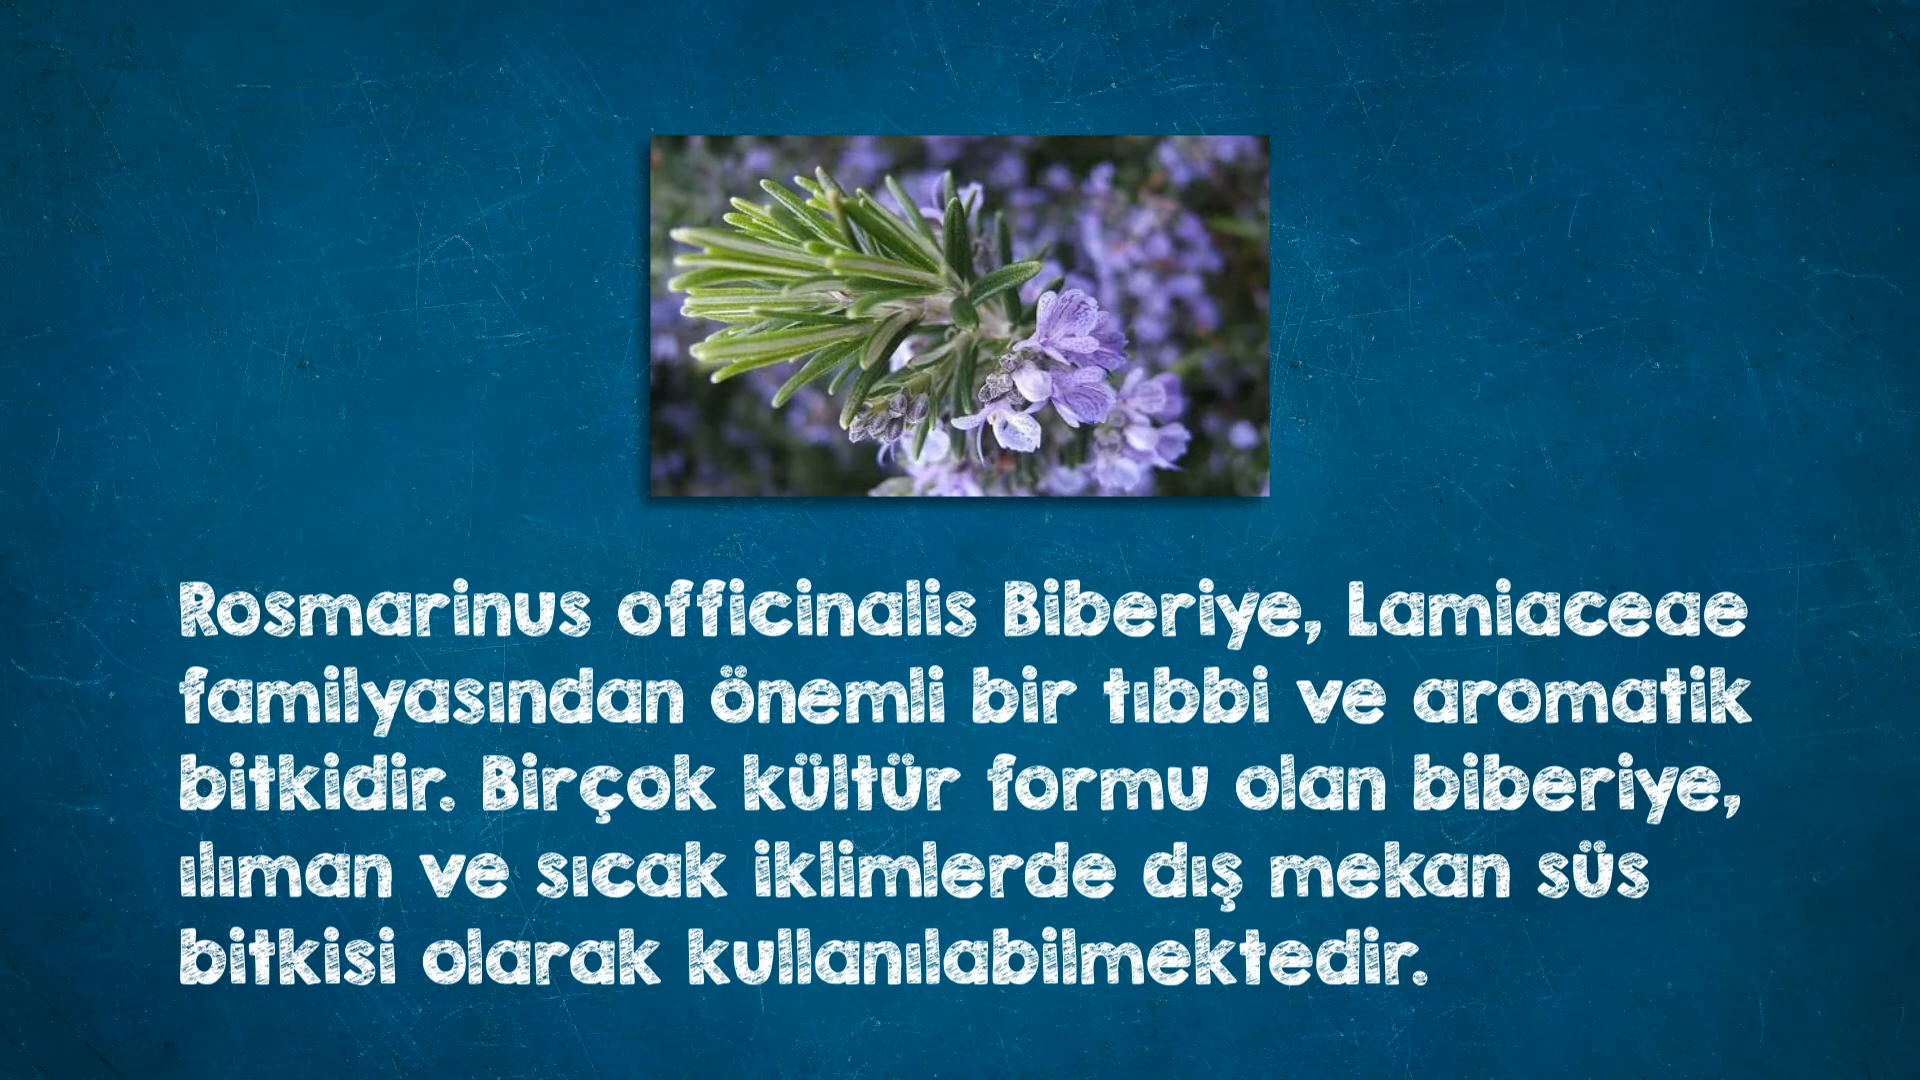 Rosmarinus officinalis Biberiye, Lamiaceae
familyasından önemli bir tıbbi ve aromatik
bitkidir. Birçok kültür formu olan biberiye,
ılıman ve sıcak iklimlerde dış mekan süs
bitkisi olarak kullanılabilmektedir.